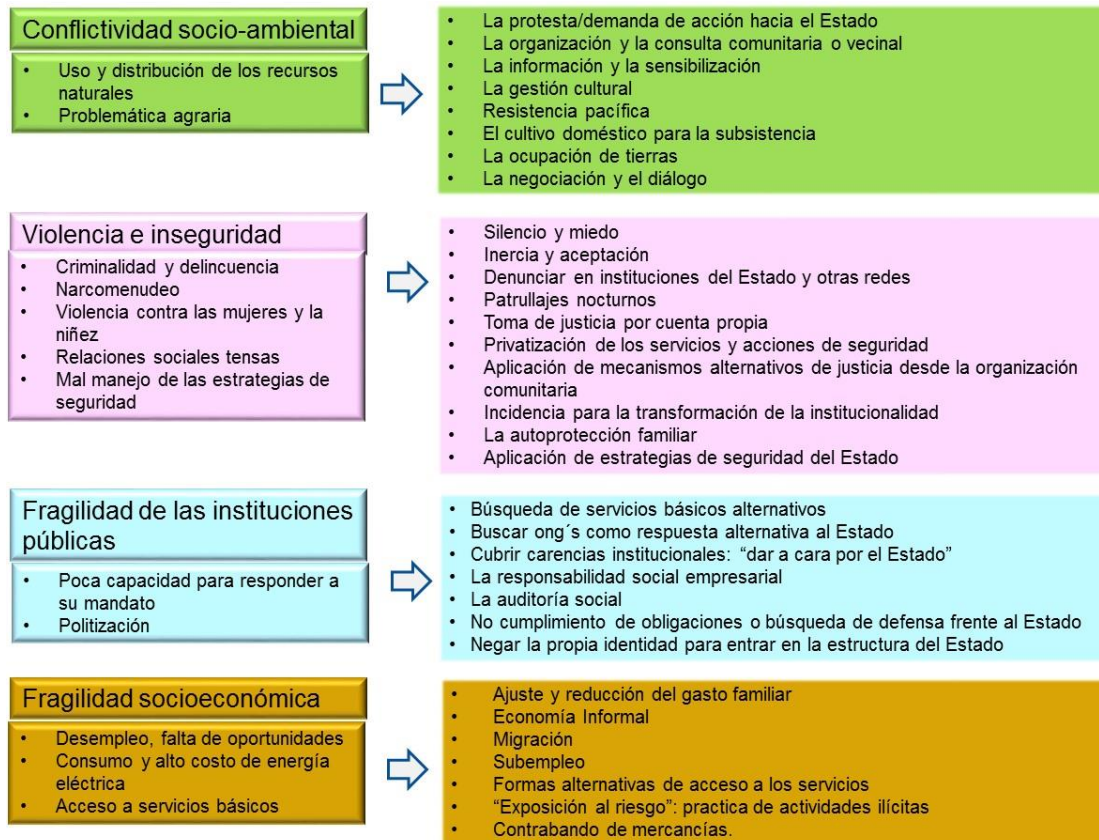 Conflictividad socio-ambiental
• Uso y distribución de los recursos
naturales
• Problemática agraria
• La protesta/demanda de acción hacia el Estado
• La organización y la consulta comunitaria o vecinal
• La información y la sensibilización
• La gestión cultural
• Resistencia pacífica
• El cultivo doméstico para la subsistencia
• La ocupación de tierras
• La negociación y el diálogo
Violencia e inseguridad
• Criminalidad y delincuencia
• Narcomenudeo
• Violencia contra las mujeres y la
niñez
• Relaciones sociales tensas
• Mal manejo de las estrategias de
seguridad
• Silencio y miedo
• Inercia y aceptación
• Denunciar en instituciones del Estado y otras redes
• Patrullajes nocturnos
• Toma de justicia por cuenta propia
• Privatización de los servicios y acciones de seguridad
• Aplicación de mecanismos alternativos de justicia desde la organización
comunitaria
• Incidencia para la transformación de la institucionalidad
• La autoprotección familiar
• Aplicación de estrategias de seguridad del Estado
Fragilidad de las instituciones
públicas
• Poca capacidad para responder a
su mandato
• Politización
• Búsqueda de servicios básicos alternativos
• Buscar ong´s como respuesta alternativa al Estado
• Cubrir carencias institucionales: “dar a cara por el Estado”
• La responsabilidad social empresarial
• La auditoría social
• No cumplimiento de obligaciones o búsqueda de defensa frente al Estado
• Negar la propia identidad para entrar en la estructura del Estado
Fragilidad socioeconómica
• Desempleo, falta de oportunidades
• Consumo y alto costo de energía
eléctrica
• Acceso a servicios básicos
• Ajuste y reducción del gasto familiar
• Economía Informal
• Migración
• Subempleo
• Formas alternativas de acceso a los servicios
• “Exposición al riesgo”: practica de actividades ilícitas
• Contrabando de mercancías.